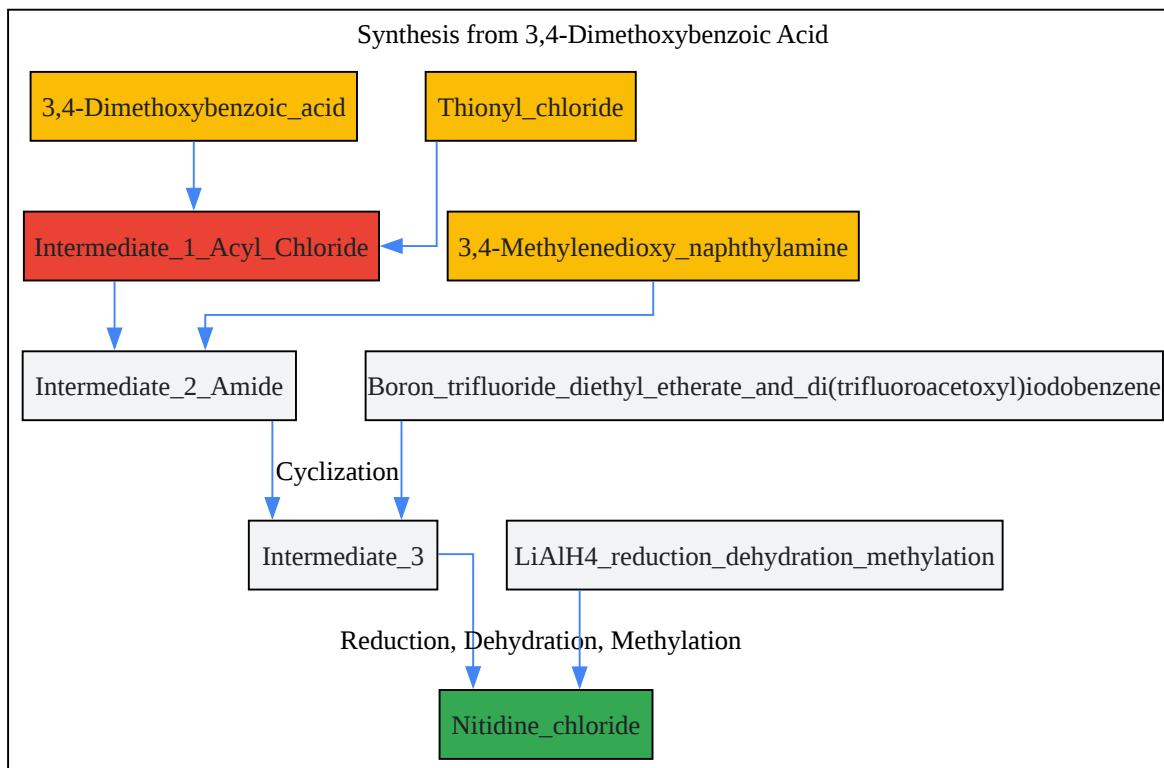 Synthesis from 3,4-Dimethoxybenzoic Acid
3,4-Dimethoxybenzoic_acid
Thionyl_chloride
Intermediate_1_Acyl_Chloride
3,4-Methylenedioxy_naphthylamine
Intermediate_2_Amide
Boron_trifluoride_diethyl_etherate_and_di(trifluoroacetoxyl)iodobenzene
Cyclization
Intermediate_3
LiAlH4_reduction_dehydration_methylation
Reduction, Dehydration, Methylation
Nitidine_chloride